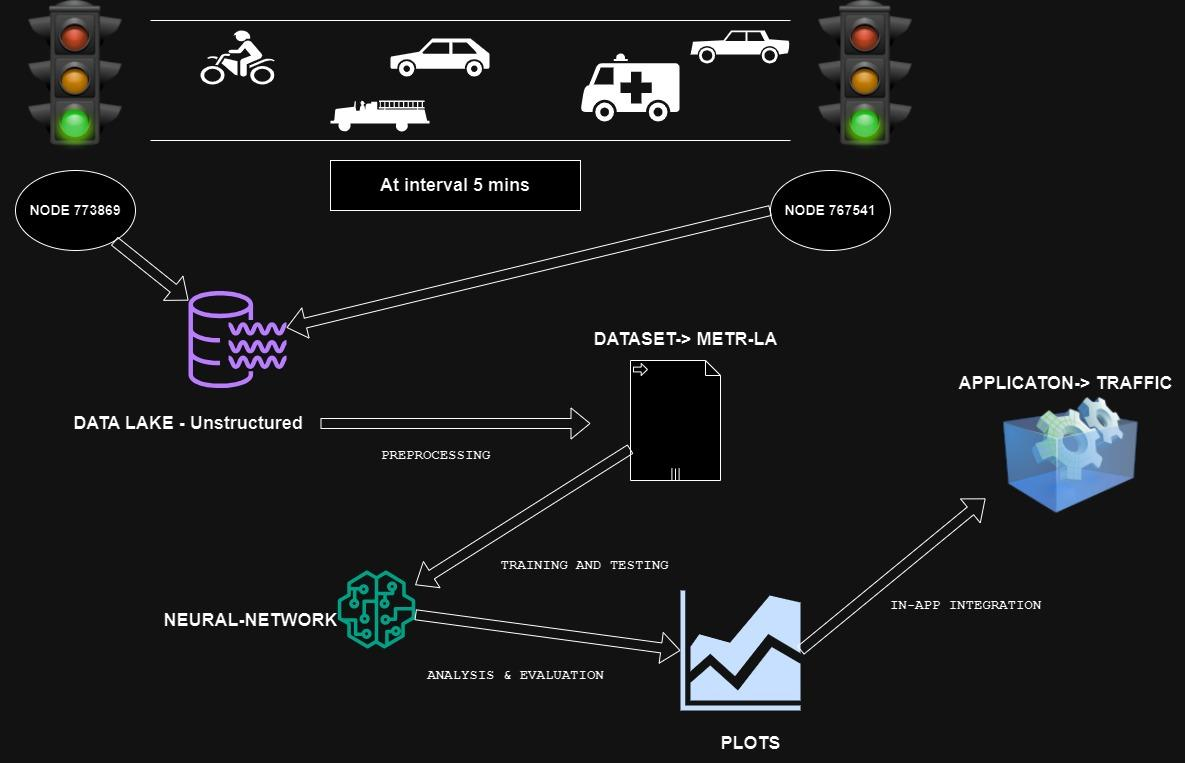 At interval 5 mins
NODE 773869
NODE 767541
DATASET-> METR-LA
APPLICATON-> TRAFFIC
DATA LAKE - Unstructured
PREPROCESSING
TRAINING AND TESTING
IN-APP INTEGRATION
NEURAL-NETWORK
ANALYSIS & EVALUATION
PLOTS